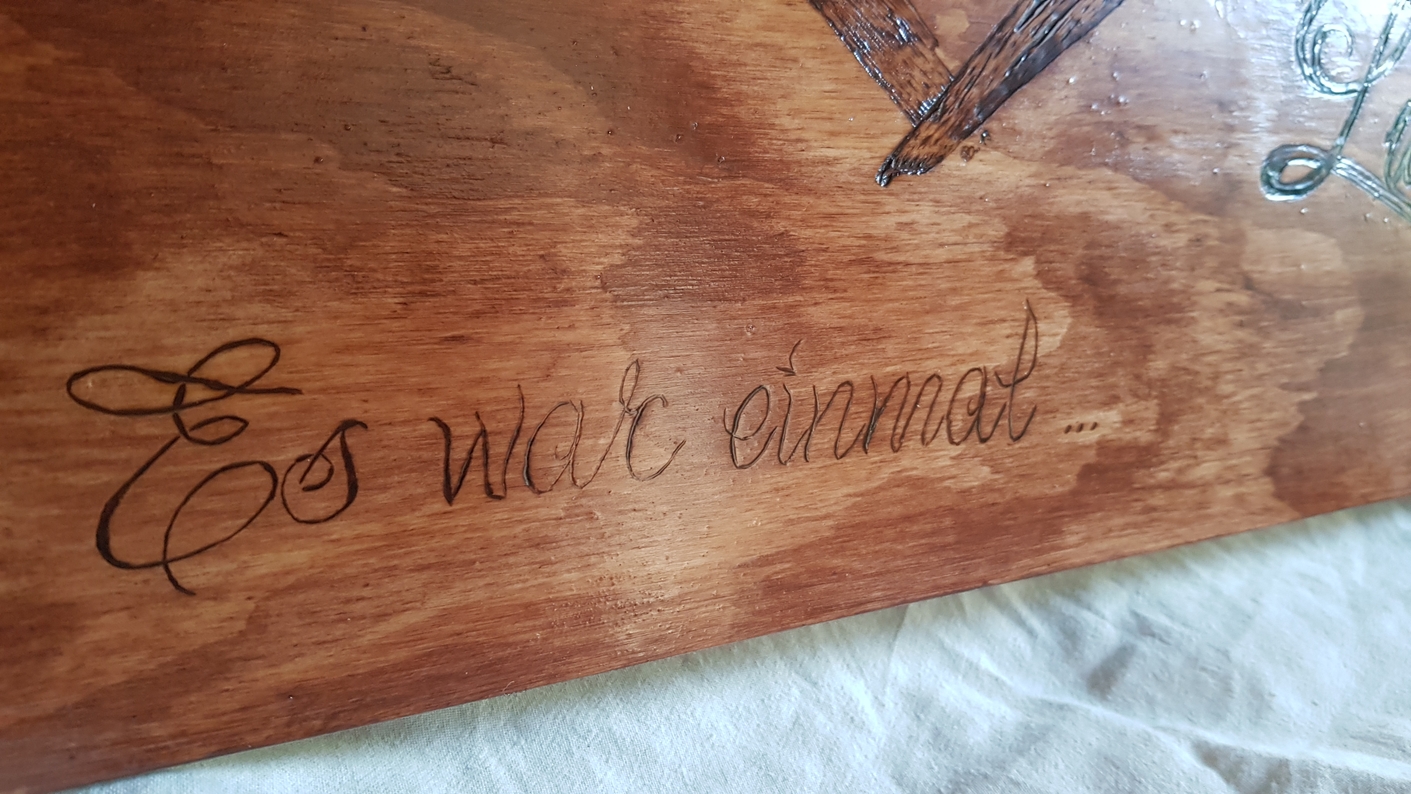 Es war einmal ...